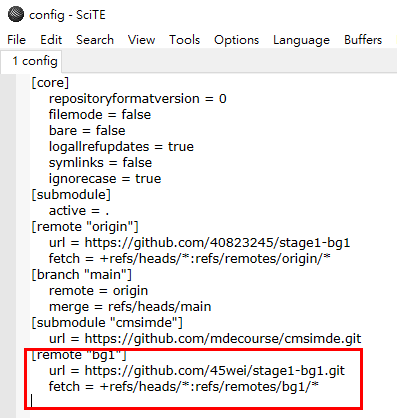 config - SciTE
File Edit Search View Tools Options Language Buffers
1 config
[core]
repositoryformatversion = 0
filemode = false
bare = false
logallrefupdates = true
symlinks = false
ignorecase = true
[submodule]
active = .
[remote "origin"]
url = https://github.com/40823245/stage1-bg1
fetch = +refs/heads/*:refs/remotes/origin/*
[branch "main"]
remote = origin
merge = refs/heads/main
[submodule "cmsimde"]
url = https://github.com/mdecourse/cmsimde.git
[remote "bg1"]
url = https://github.com/45wei/stage1-bg1.git
fetch = +refs/heads/*:refs/remotes/bg1/*